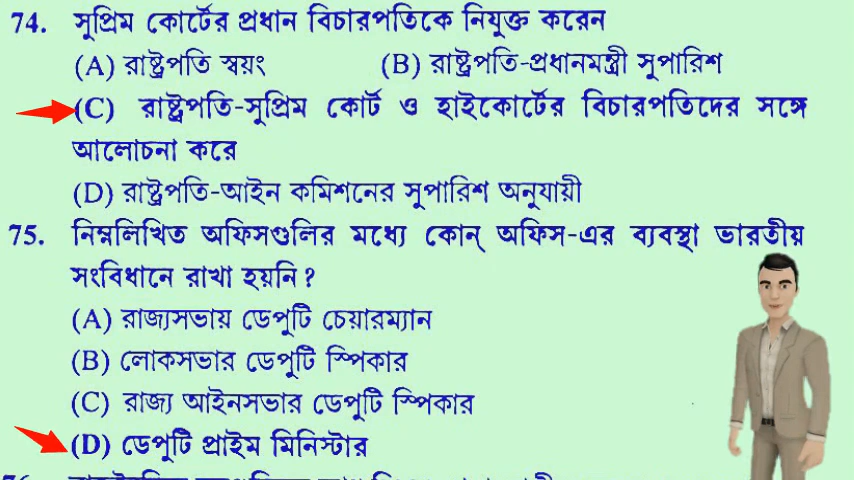 74. সুপ্রিম কোর্টের প্রধান বিচারপতিকে নিযুক্ত করেন
(A) রাষ্ট্রপতি স্বয়ং (B) রাষ্ট্রপতি-প্রধানমন্ত্রী সুপারিশ
(C) রাষ্ট্রপতি-সুপ্রিম কোর্ট ও হাইকোর্টের বিচারপতিদের সঙ্গে
আলোচনা করে
(D) রাষ্ট্রপতি-আইন কমিশনের সুপারিশ অনুযায়ী
75. নিম্নলিখিত অফিসগুলির মধ্যে কোন্ অফিস-এর ব্যবস্থা ভারতীয়
সংবিধানে রাখা হয়নি ?
(A) রাজ্যসভায় ডেপুটি চেয়ারম্যান
(B) লোকসভার ডেপুটি স্পিকার
(C) রাজ্য আইনসভার ডেপুটি স্পিকার
(D) ডেপুটি প্রাইম মিনিস্টার